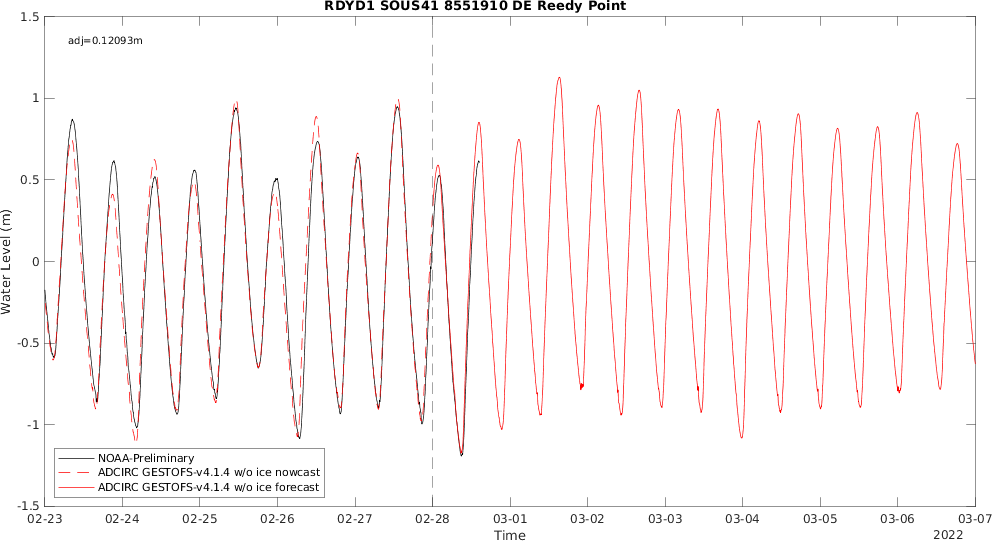 RDYD1 SOUS41 8551910 DE Reedy Point
1.5
adj=0.12093m
1
0.5
0
-0.5
-1
-1.5
Water Level (m)
NOAA-Preliminary
ADCIRC GESTOFS-v4.1.4 w/o ice nowcast
ADCIRC GESTOFS-v4.1.4 w/o ice forecast
02-23 02-24 02-25 02-26 02-27 02-28 03-01 03-02 03-03 03-04 03-05 03-06 03-07
Time
2022